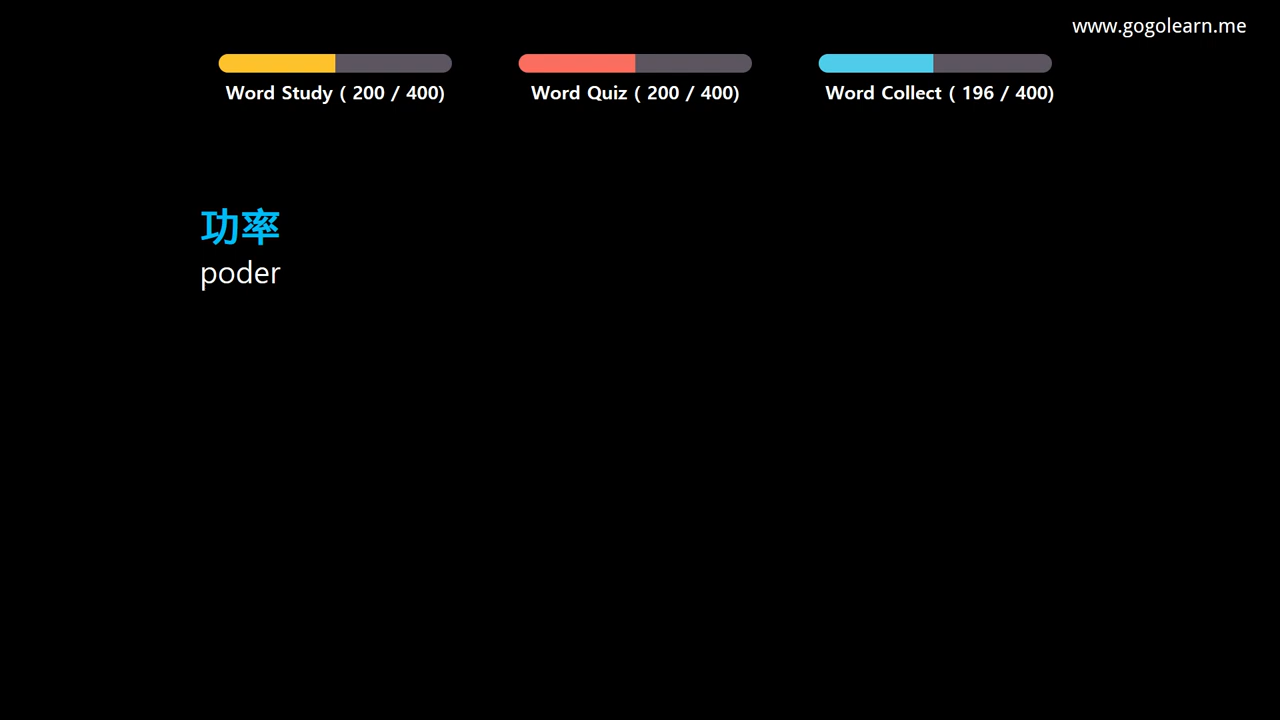 www.gogolearn.me
Word Study ( 200 / 400)
Word Quiz ( 200 / 400)
Word Collect ( 196 / 400)
功率
poder